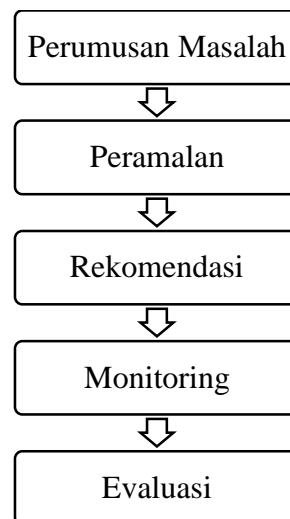 Perumusan Masalah
Peramalan
Rekomendasi
Monitoring
Evaluasi